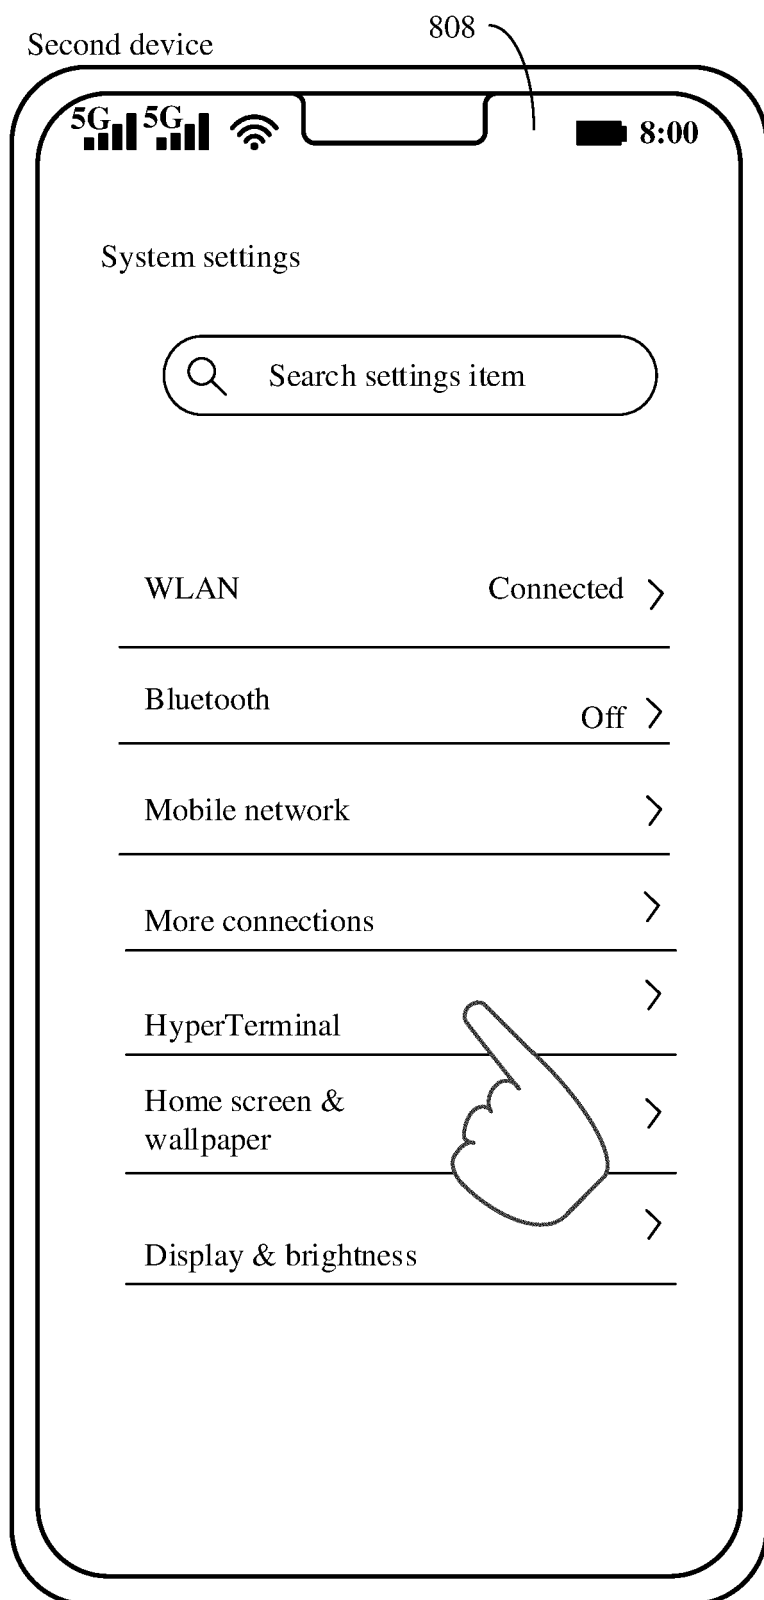 808
Second device
5G 5G 8:00
System settings
Search settings item
WLAN Connected
Bluetooth
Off
Mobile network
More connections
HyperTerminal
Home screen &
wallpaper
Display & brightness